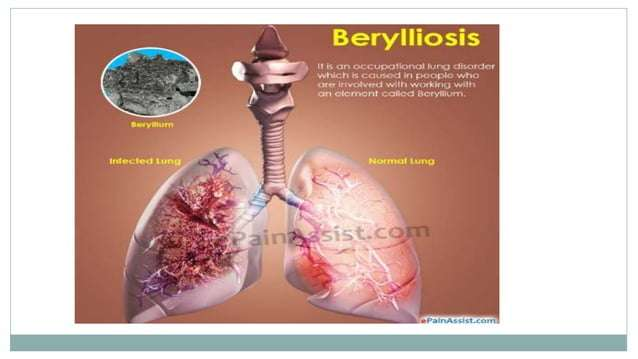 Berylliosis
It is an occupational lung disorder
which is caused in people who
are involved with working with
an element called Beryllium.
Beryllium
Infected Lung
Normal Lung
ePainAssist.com
ePainAssist.com